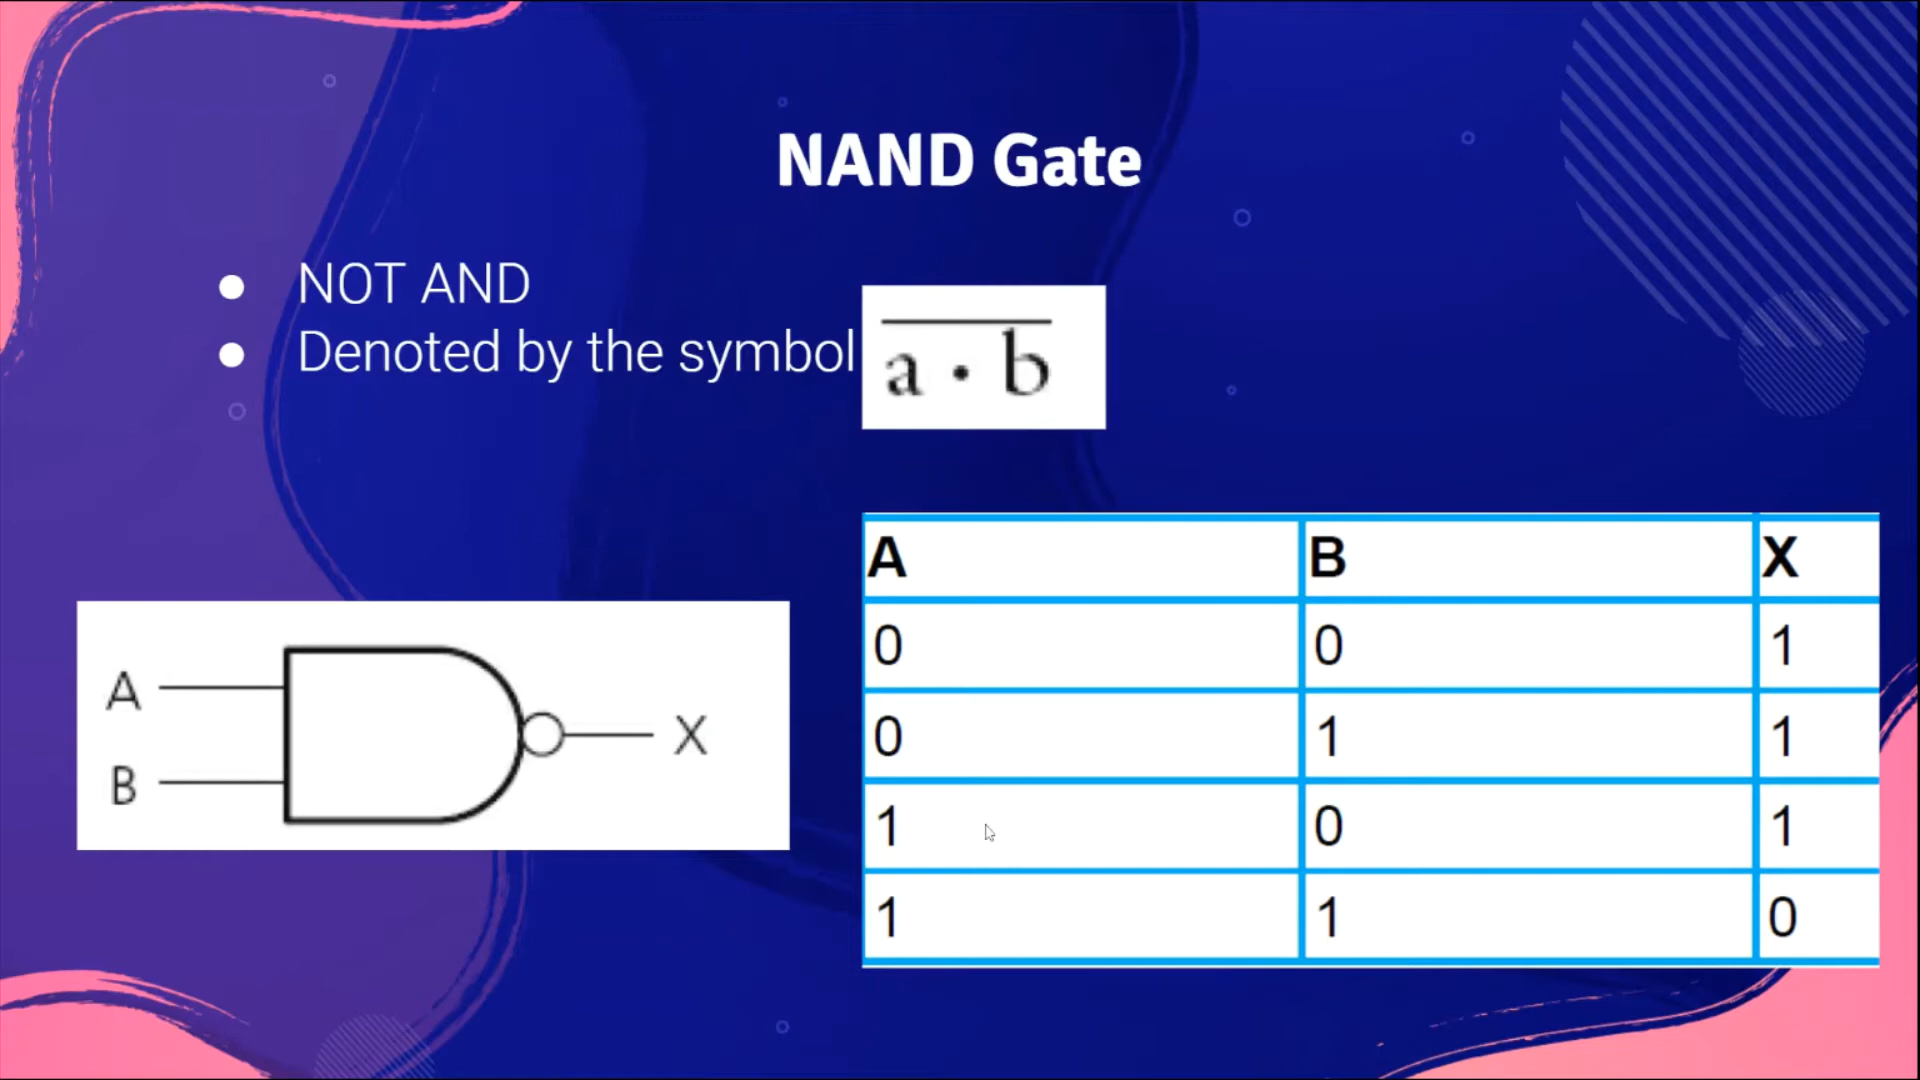 NAND Gate
● NOT AND
● Denoted by the symbol
a · b
A
B
X
A B X
0 0 1
0 1 1
1 0 1
1 1 0